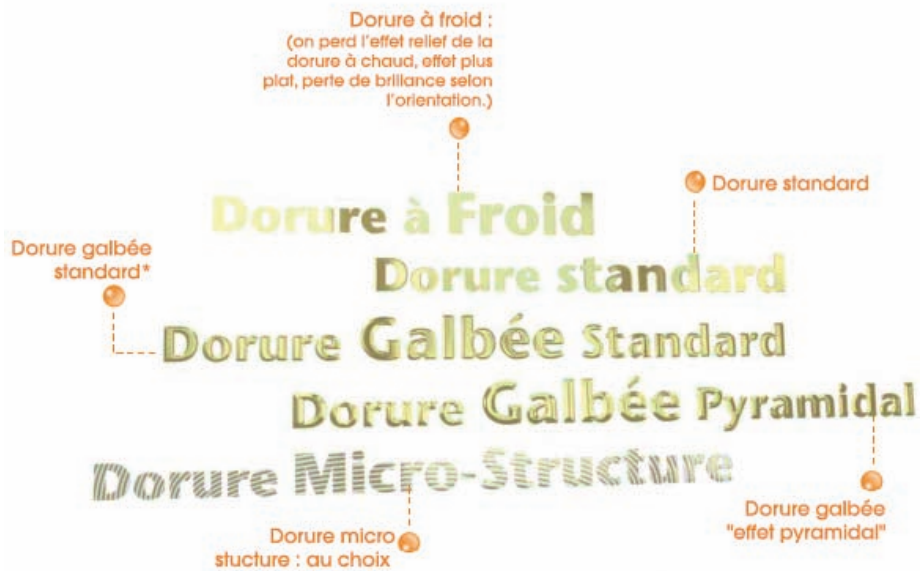 Dorure à froid :
(on perd l'effet relief de la
dorure à chaud, effet plus
plat, perte de brillance selon
l'orientation.)
Dorure standard
Dorure à Froid
Dorure galbée
standard*
Dorure standard
Dorure Galbée Standard
Dorure Galbée Pyramidal
Dorure Micro-Structure
Dorure galbée
"effet pyramidal"
Dorure micro
stucture : au choix